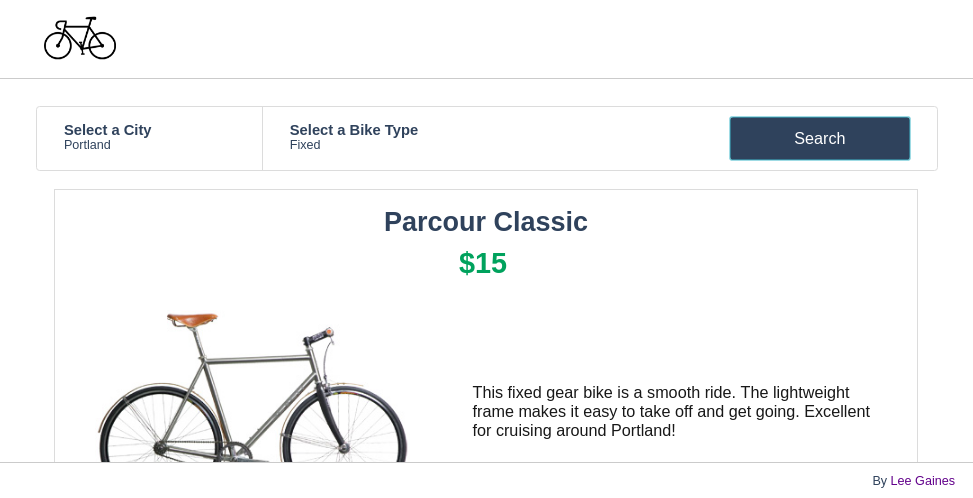 Select a City
Portland
Select a Bike Type
Fixed
Search
Parcour Classic
$15
This fixed gear bike is a smooth ride. The lightweight
frame makes it easy to take off and get going. Excellent
for cruising around Portland!
By Lee Gaines